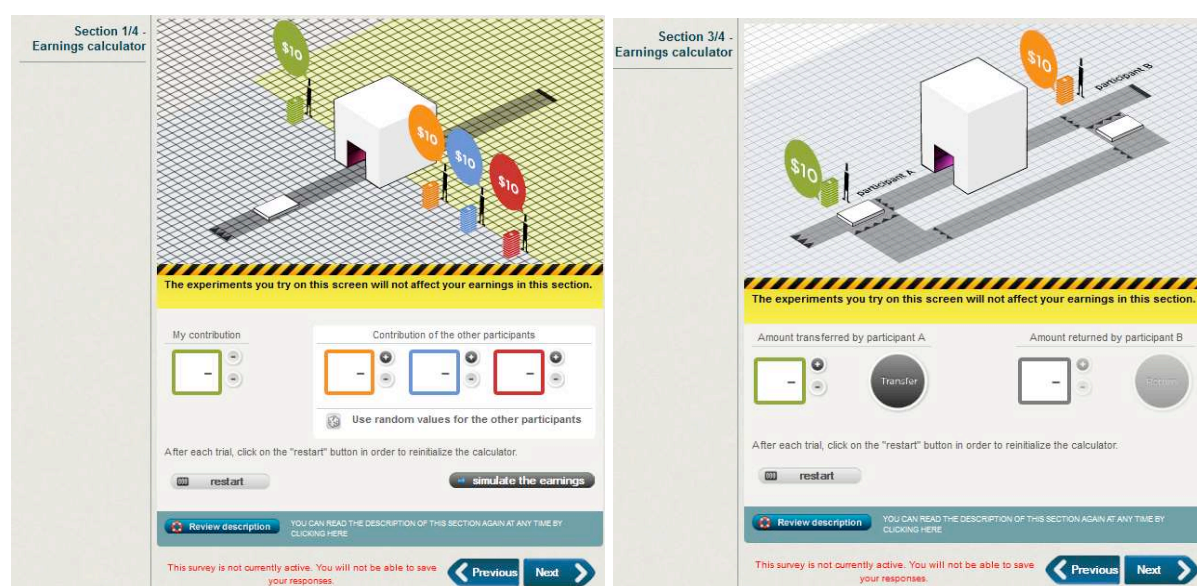 Section 1/4 -
Earnings calculator
$10
$10
$10
$10
The experiments you try on this screen will not affect your earnings in this section.
My contribution
Contribution of the other participants
-
-
-
-
Use random values for the other participants
After each trial, click on the "restart" button in order to reinitialize the calculator.
restart
simulate the earnings
Review description
YOU CAN READ THE DESCRIPTION OF THIS SECTION AGAIN AT ANY TIME BY
CLICKING HERE
This survey is not currently active. You will not be able to save
your responses.
Previous
Next
Section 3/4 -
Earnings calculator
$10
participant B
$10
participant A
The experiments you try on this screen will not affect your earnings in this section.
Amount transferred by participant A
Amount returned by participant B
-
Transfer
-
Return
After each trial, click on the "restart" button in order to reinitialize the calculator.
restart
Review description
YOU CAN READ THE DESCRIPTION OF THIS SECTION AGAIN AT ANY TIME BY
CLICKING HERE
This survey is not currently active. You will not be able to save
your responses.
Previous
Next